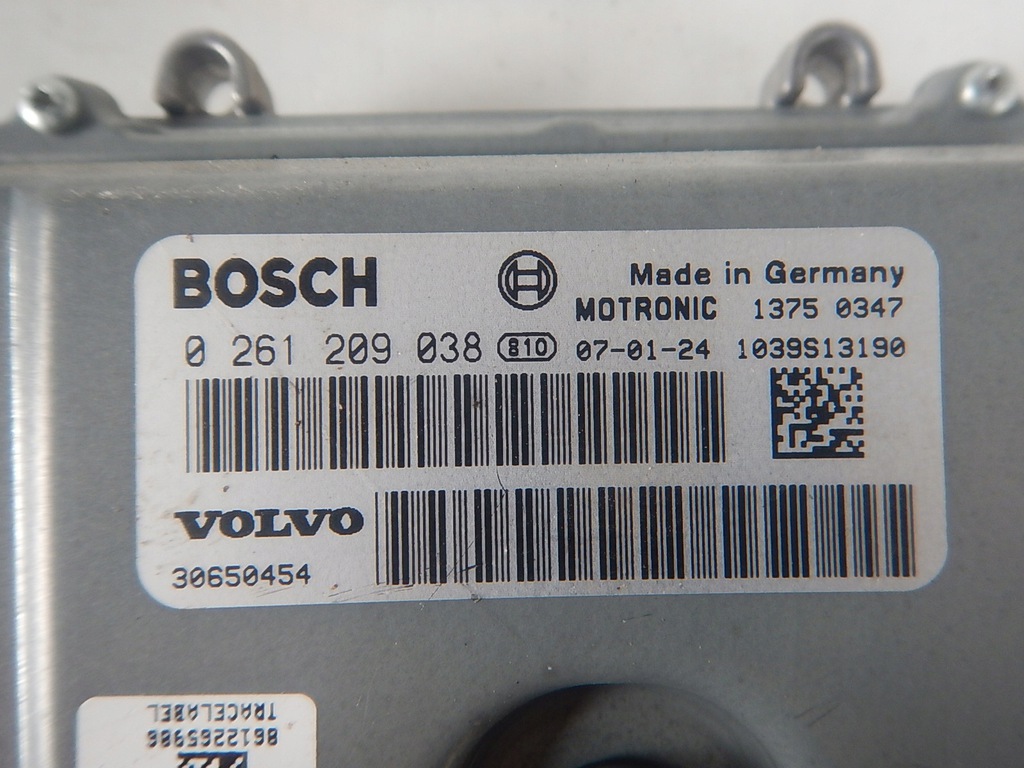 BOSCH
Made in Germany
MOTRONIC 1375 0347
0 261 209 038 810 07-01-24 1039S13190
VOLVO
30650454
8612265986
TRACELABEL